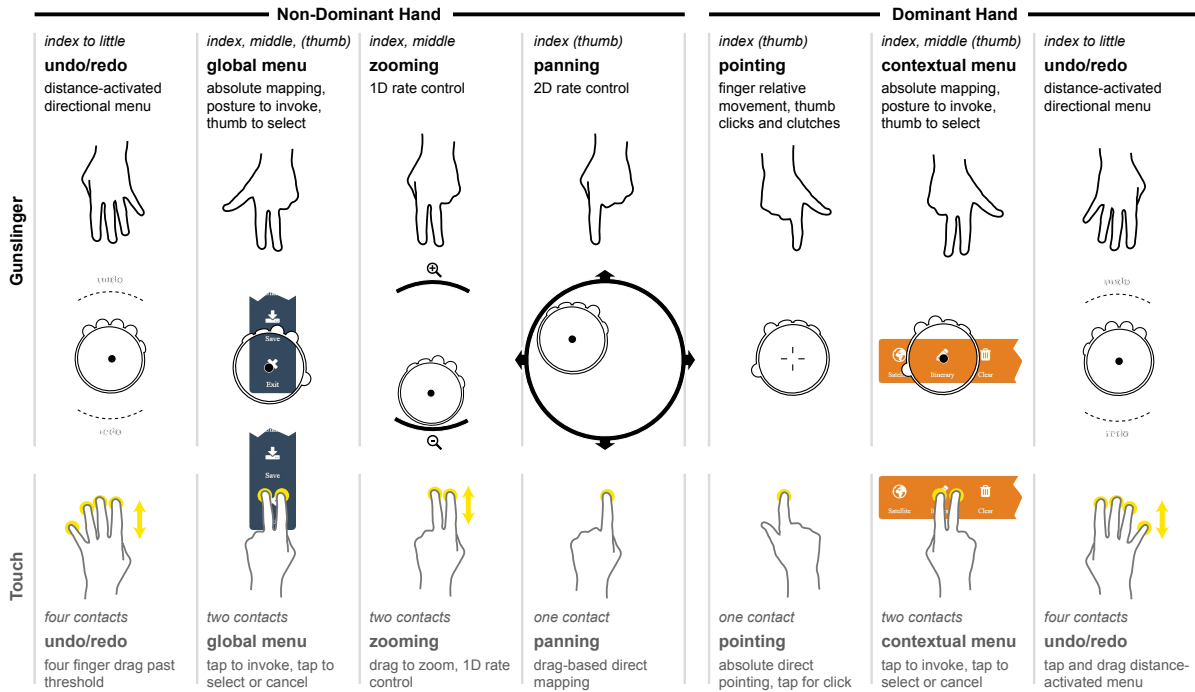 Non-Dominant Hand
Dominant Hand
Gunslinger
index to little
undo/redo
distance-activated
directional menu
index, middle, (thumb)
global menu
absolute mapping,
posture to invoke,
thumb to select
index, middle
zooming
1D rate control
index (thumb)
panning
2D rate control
index (thumb)
pointing
finger relative
movement, thumb
clicks and clutches
index, middle (thumb)
contextual menu
absolute mapping,
posture to invoke,
thumb to select
index to little
undo/redo
distance-activated
directional menu
undo
redo
Save
Exit
Itinerary
Clear
undo
redo
Touch
Save
Satellite
Clear
four contacts
undo/redo
four finger drag past
threshold
two contacts
global menu
tap to invoke, tap to
select or cancel
two contacts
zooming
drag to zoom, 1D rate
control
one contact
panning
drag-based direct
mapping
one contact
pointing
absolute direct
pointing, tap for click
two contacts
contextual menu
tap to invoke, tap to
select or cancel
four contacts
undo/redo
tap and drag distance-
activated menu